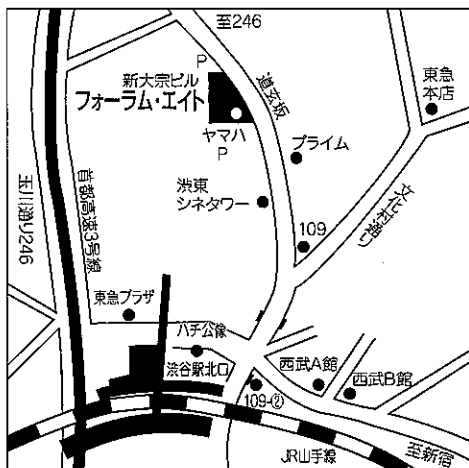 至246
P
新大宗ビル
フォーラム・エイト
ヤマハ
P
道玄坂
東急
本店
プライム
渋東
シネタワー
109
文化村通り
玉川通り246
首都高速3号線
東急プラザ
ハチ公像
渋谷駅北口
西武A館
西武B館
109-②
JR山手線
至新宿